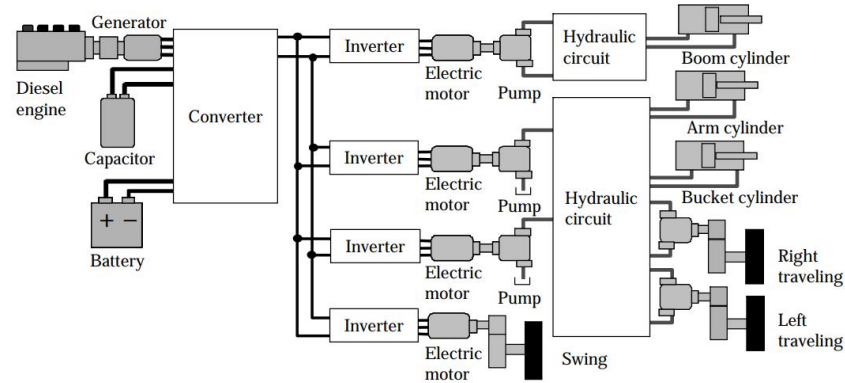 Generator
Diesel
engine
Capacitor
+ −
Battery
Converter
Inverter
Electric
motor
Pump
Hydraulic
circuit
Boom cylinder
Inverter
Electric
motor
Pump
Arm cylinder
Hydraulic
circuit
Bucket cylinder
Inverter
Electric
motor
Pump
Right
traveling
Inverter
Electric
motor
Swing
Left
traveling